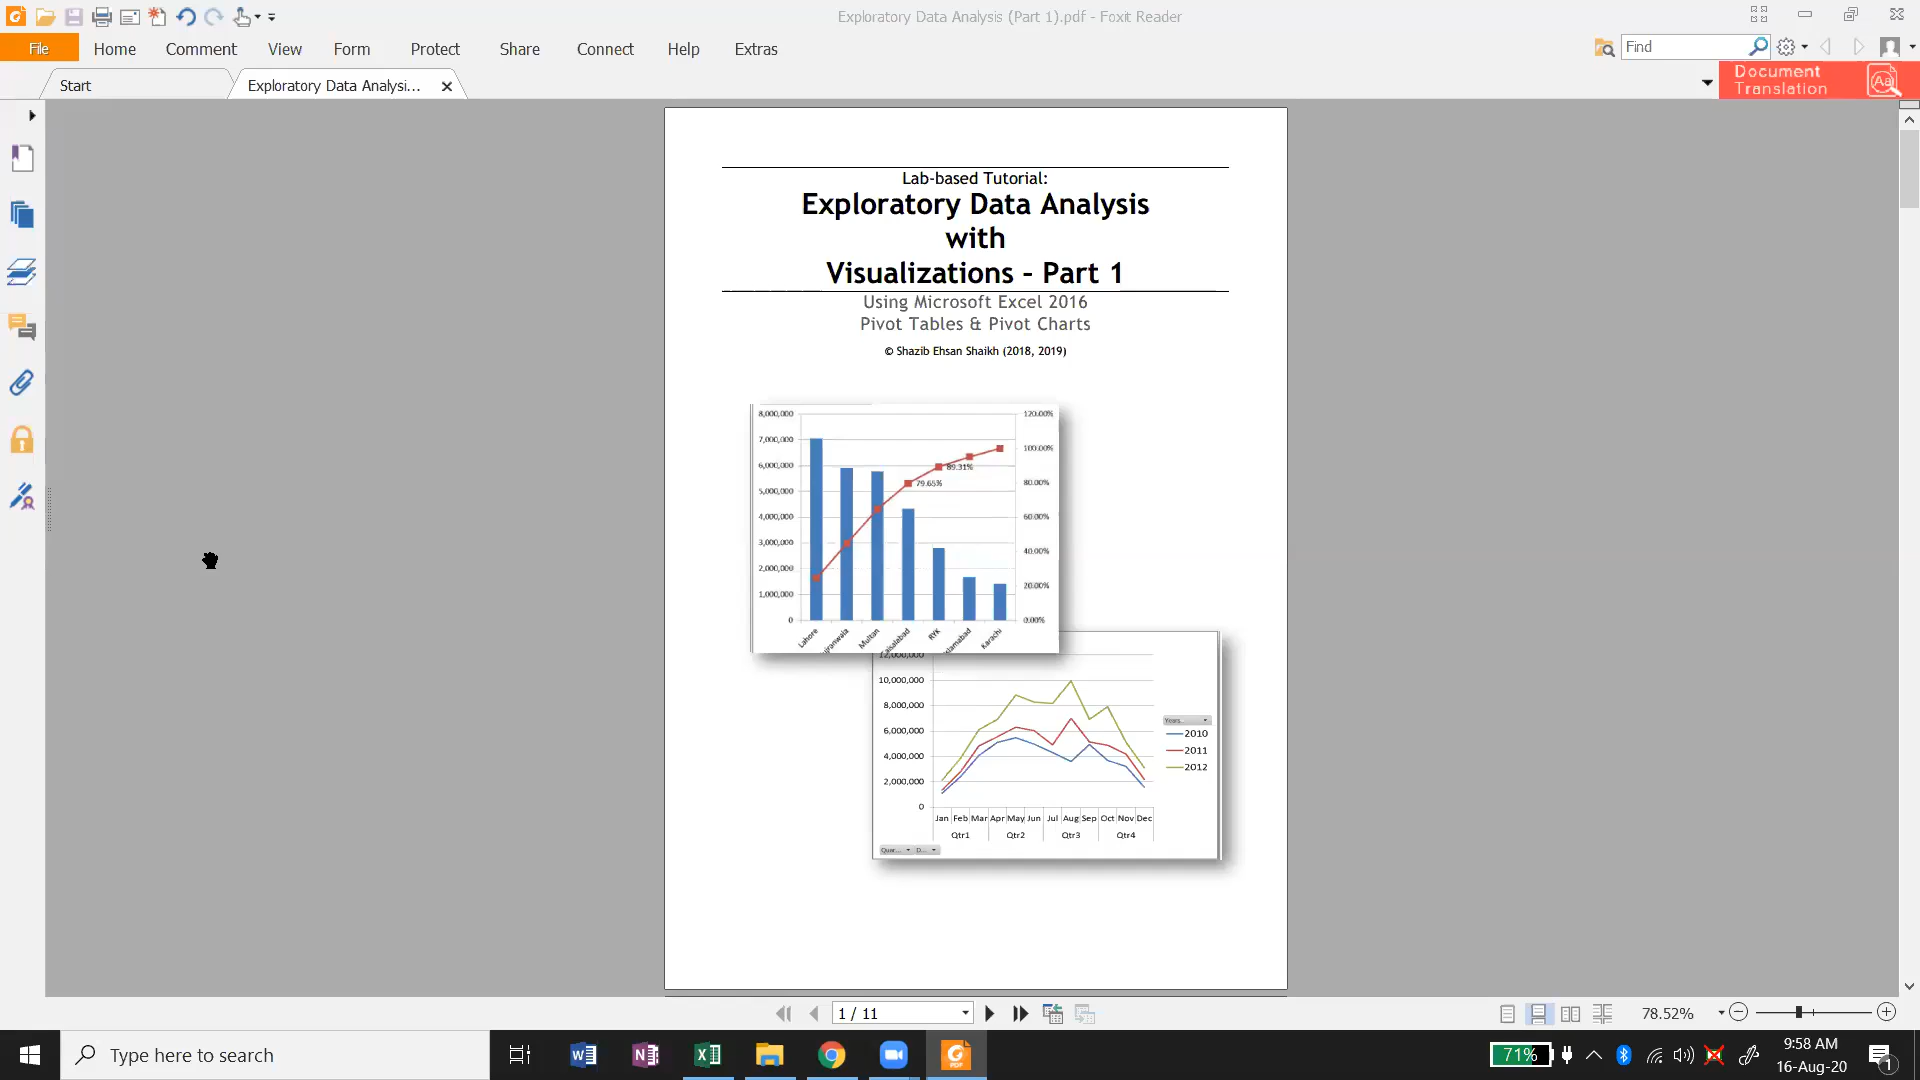 Exploratory Data Analysis (Part 1).pdf - Foxit Reader
File Home Comment View Form Protect Share Connect Help Extras
Find
Start
Exploratory Data Analysi...
Document
Translation
Lab-based Tutorial:
Exploratory Data Analysis
with
Visualizations - Part 1
Using Microsoft Excel 2016
Pivot Tables & Pivot Charts
© Shazib Ehsan Shaikh (2018, 2019)
8,000,000 120.00%
7,000,000
100.00%
6,000,000
89.31%
79.65%
5,000,000 80.00%
4,000,000 60.00%
3,000,000 40.00%
2,000,000
20.00%
1,000,000
0 0.00%
Lahore Multan RYK Karachi
12,000,000
10,000,000
8,000,000
6,000,000
4,000,000
2,000,000
0
Years
2010
2011
2012
Jan Feb Mar Apr May Jun Jul Aug Sep Oct Nov Dec
Qtr1 Qtr2 Qtr3 Qtr4
Quar... D...
1 / 11
78.52%
Type here to search
71%
9:58 AM
16-Aug-20
1